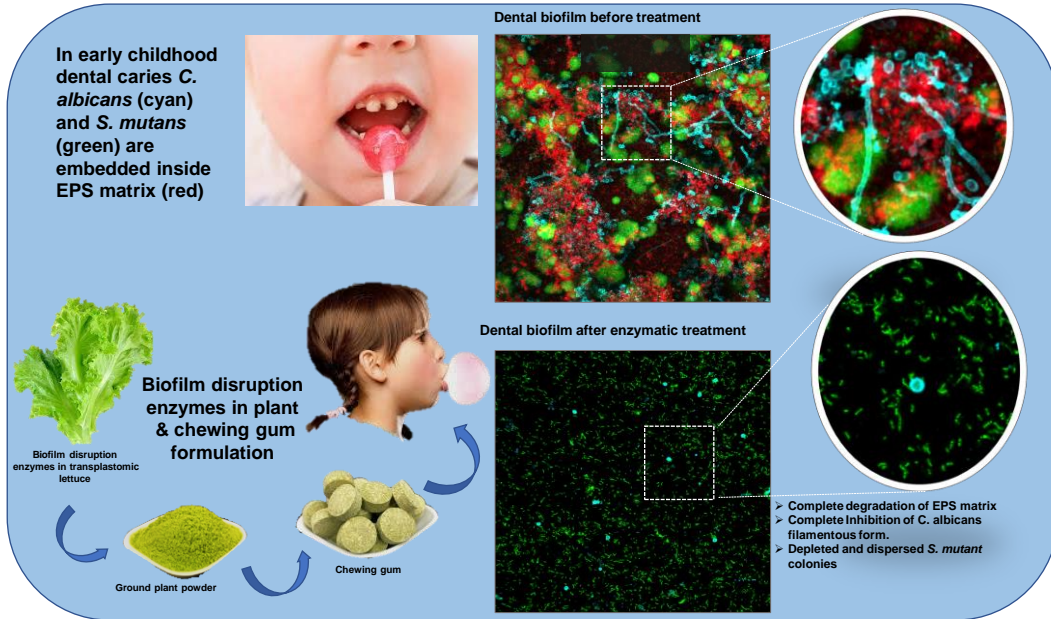 In early childhood
dental caries C.
albicans (cyan)
and S. mutans
(green) are
embedded inside
EPS matrix (red)
Dental biofilm before treatment
Biofilm disruption
enzymes in transplastomic
lettuce
Biofilm disruption
enzymes in plant
& chewing gum
formulation
Ground plant powder
Chewing gum
Dental biofilm after enzymatic treatment
➢ Complete degradation of EPS matrix
➢ Complete Inhibition of C. albicans
filamentous form.
➢ Depleted and dispersed S. mutant
colonies